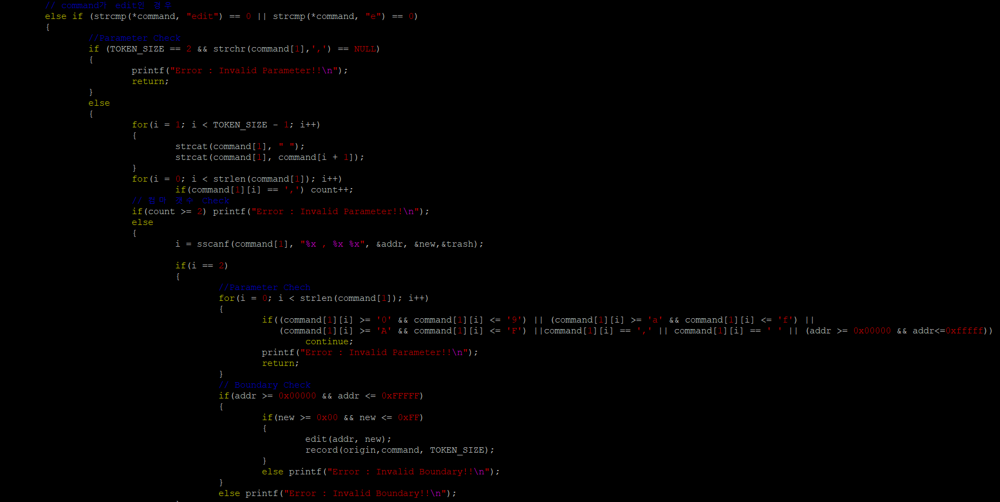 // command가 edit인 경우
else if (strcmp(*command, "edit") == 0 || strcmp(*command, "e") == 0)
{
//Parameter Check
if (TOKEN_SIZE == 2 && strchr(command[1],',') == NULL)
{
printf("Error : Invalid Parameter!!\n");
return;
}
else
{
for(i = 1; i < TOKEN_SIZE - 1; i++)
{
strcat(command[1], " ");
strcat(command[1], command[i + 1]);
}
for(i = 0; i < strlen(command[1]); i++)
if(command[1][i] == ',') count++;
// 컴마 갯수 Check
if(count >= 2) printf("Error : Invalid Parameter!!\n");
else
{
i = sscanf(command[1], "%x , %x %x", &addr, &new,&trash);
if(i == 2)
{
//Parameter Chech
for(i = 0; i < strlen(command[1]); i++)
{
if((command[1][i] >= '0' && command[1][i] <= '9') || (command[1][i] >= 'a' && command[1][i] <= 'f') ||
(command[1][i] >= 'A' && command[1][i] <= 'F') ||command[1][i] == ',' || command[1][i] == ' ' || (addr >= 0x00000 && addr<=0xfffff))
continue;
printf("Error : Invalid Parameter!!\n");
return;
}
// Boundary Check
if(addr >= 0x00000 && addr <= 0xFFFFF)
{
if(new >= 0x00 && new <= 0xFF)
{
edit(addr, new);
record(origin,command, TOKEN_SIZE);
}
else printf("Error : Invalid Boundary!!\n");
}
else printf("Error : Invalid Boundary!!\n");